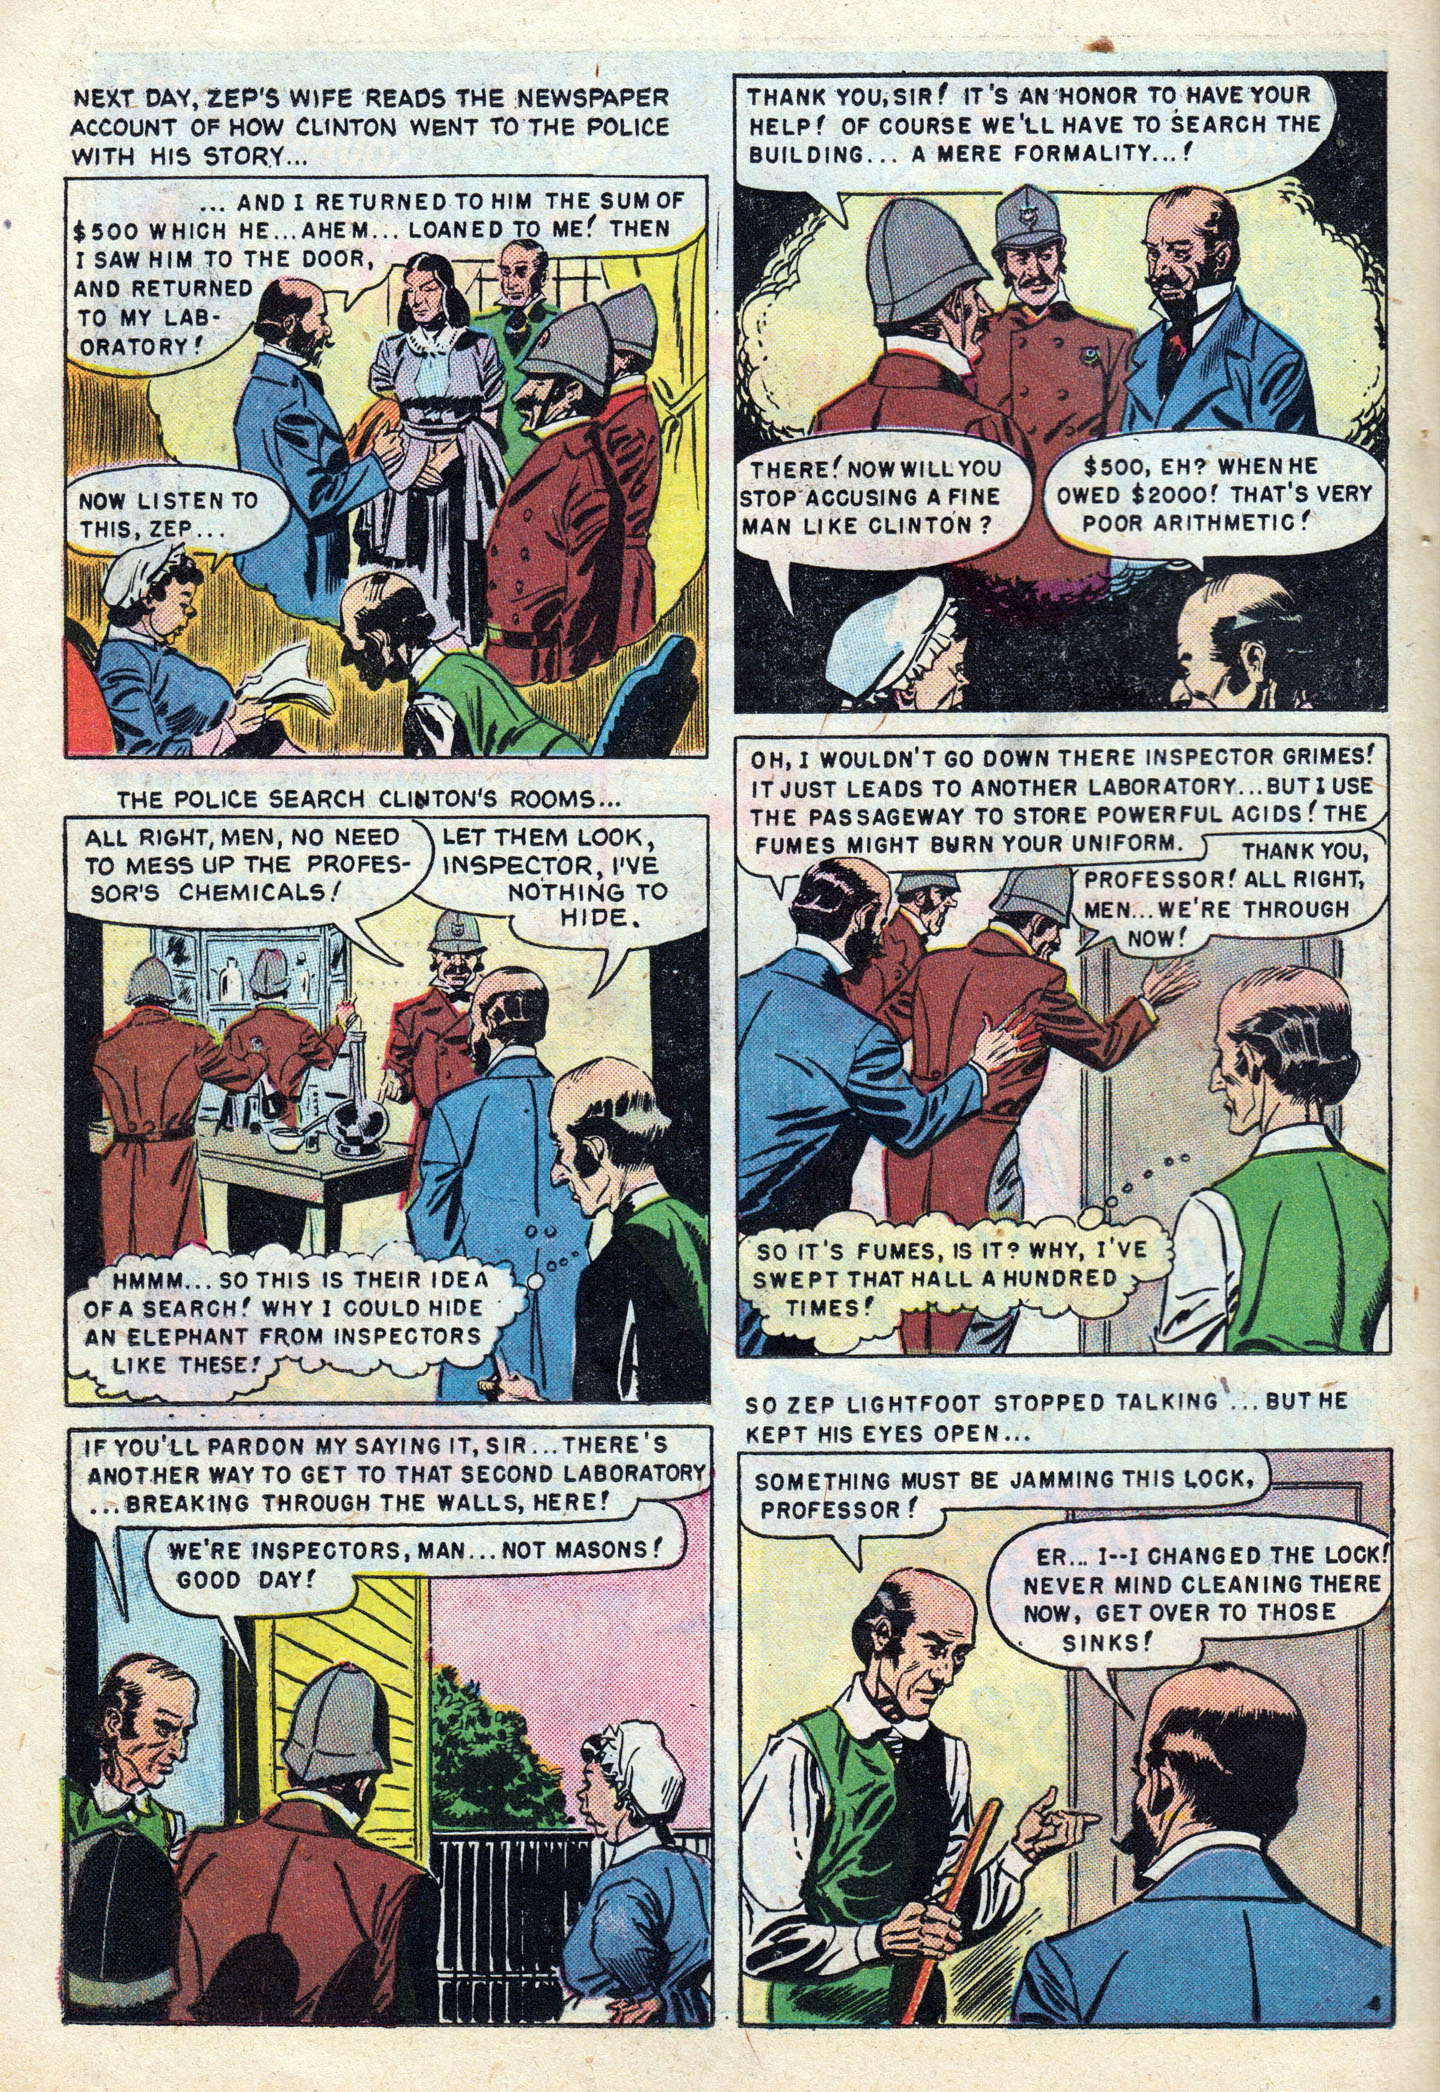 NEXT DAY, ZEP'S WIFE READS THE NEWSPAPER
ACCOUNT OF HOW CLINTON WENT TO THE POLICE
WITH HIS STORY...
... AND I RETURNED TO HIM THE SUM OF
$500 WHICH HE...AHEM... LOANED TO ME! THEN
I SAW HIM TO THE DOOR,
AND RETURNED
TO MY LAB-
ORATORY!
NOW LISTEN TO
THIS, ZEP...
THANK YOU, SIR! IT'S AN HONOR TO HAVE YOUR
HELP! OF COURSE WE'LL HAVE TO SEARCH THE
BUILDING... A MERE FORMALITY...!
THERE! NOW WILL YOU
STOP ACCUSING A FINE
MAN LIKE CLINTON?
$500, EH? WHEN HE
OWED $2000! THAT'S VERY
POOR ARITHMETIC!
THE POLICE SEARCH CLINTON'S ROOMS...
ALL RIGHT, MEN, NO NEED
TO MESS UP THE PROFES-
SOR'S CHEMICALS!
LET THEM LOOK,
INSPECTOR, I'VE
NOTHING TO
HIDE.
HMMM... SO THIS IS THEIR IDEA
OF A SEARCH! WHY I COULD HIDE
AN ELEPHANT FROM INSPECTORS
LIKE THESE!
OH, I WOULDN'T GO DOWN THERE INSPECTOR GRIMES!
IT JUST LEADS TO ANOTHER LABORATORY...BUT I USE
THE PASSAGEWAY TO STORE POWERFUL ACIDS! THE
FUMES MIGHT BURN YOUR UNIFORM.
THANK YOU,
PROFESSOR! ALL RIGHT,
MEN...WE'RE THROUGH
NOW!
SO IT'S FUMES, IS IT? WHY, I'VE
SWEPT THAT HALL A HUNDRED
TIMES!
IF YOU'LL PARDON MY SAYING IT, SIR...THERE'S
ANOTHER WAY TO GET TO THAT SECOND LABORATORY
...BREAKING THROUGH THE WALLS, HERE!
WE'RE INSPECTORS, MAN...NOT MASONS!
GOOD DAY!
SO ZEP LIGHTFOOT STOPPED TALKING ... BUT HE
KEPT HIS EYES OPEN...
SOMETHING MUST BE JAMMING THIS LOCK,
PROFESSOR!
ER... I--I CHANGED THE LOCK!
NEVER MIND CLEANING THERE
NOW, GET OVER TO THOSE
SINKS!
4